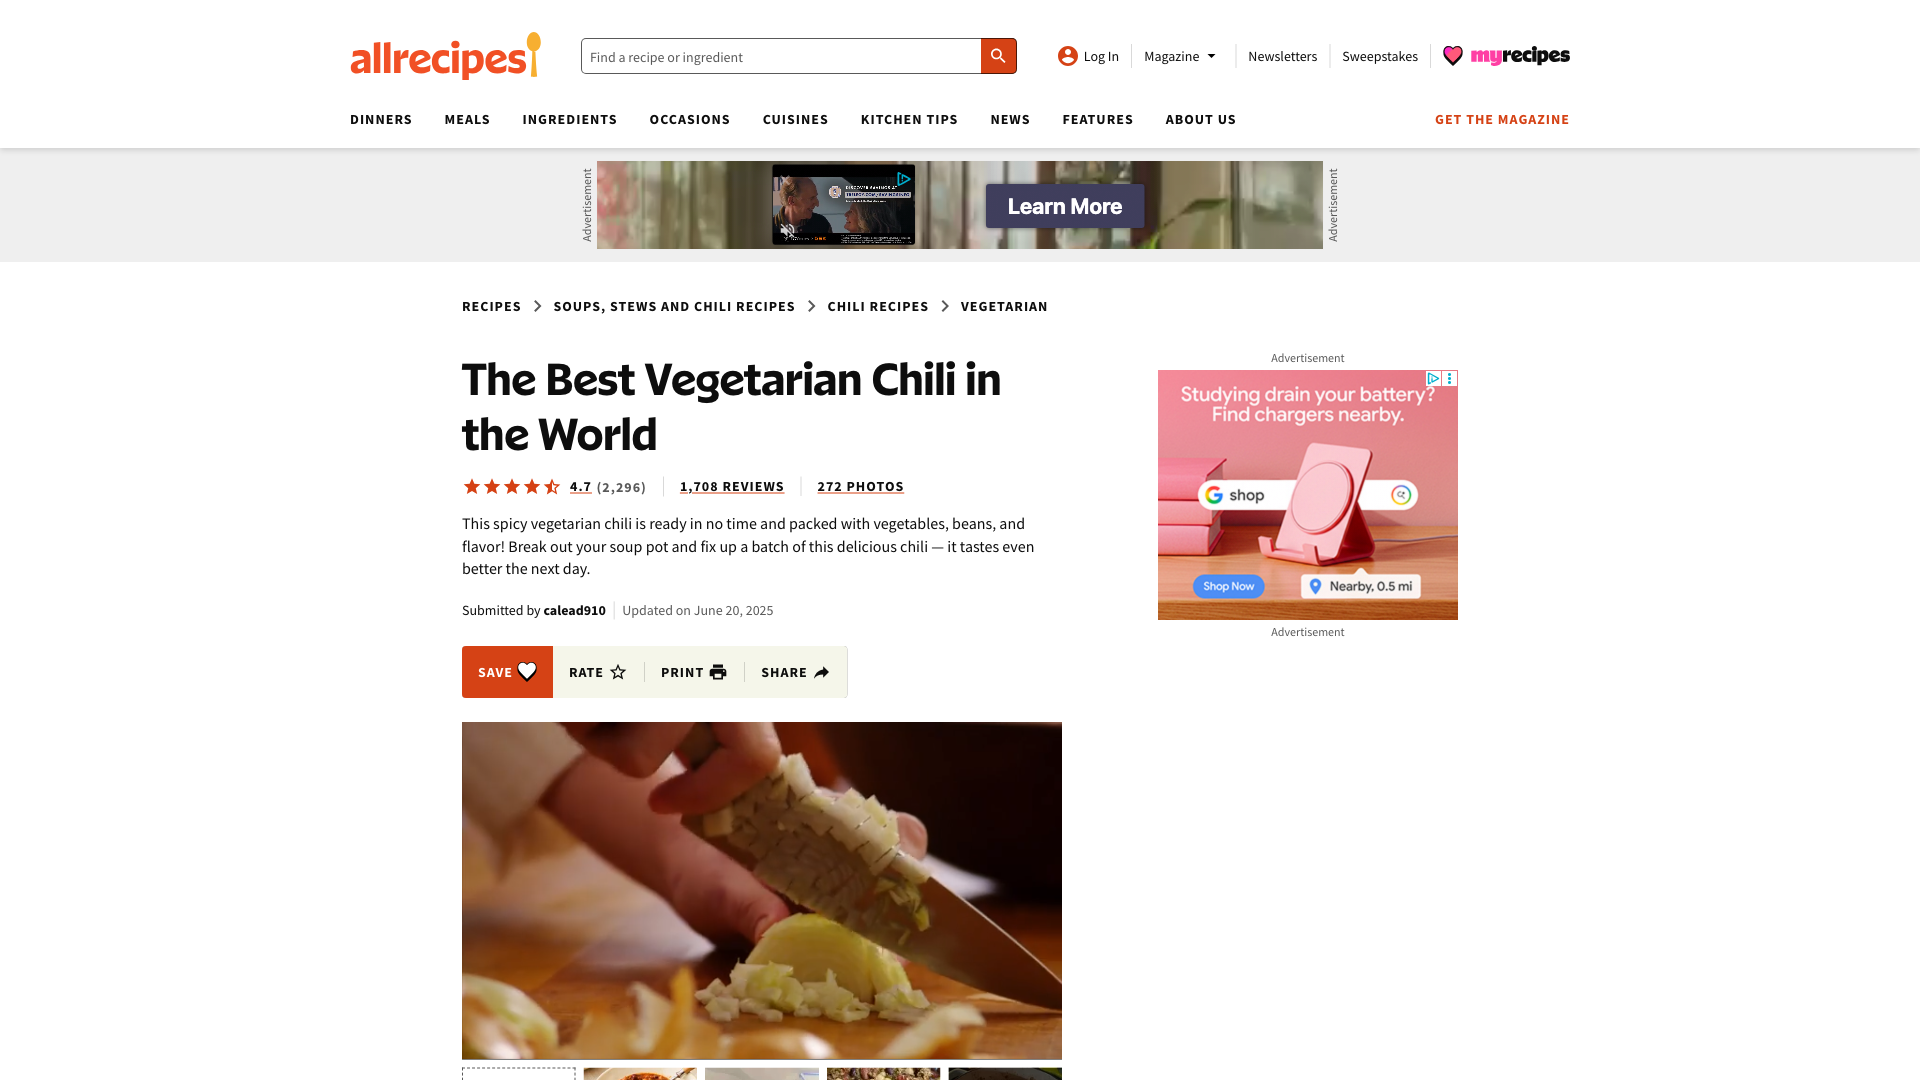 allrecipes
Find a recipe or ingredient
Log In
Magazine
Newsletters
Sweepstakes
myrecipes
DINNERS
MEALS
INGREDIENTS
OCCASIONS
CUISINES
KITCHEN TIPS
NEWS
FEATURES
ABOUT US
GET THE MAGAZINE
Advertisement
Learn More
Advertisement
RECIPES
SOUPS, STEWS AND CHILI RECIPES
CHILI RECIPES
VEGETARIAN
The Best Vegetarian Chili in
the World
4.7 (2,296)
1,708 REVIEWS
272 PHOTOS
This spicy vegetarian chili is ready in no time and packed with vegetables, beans, and
flavor! Break out your soup pot and fix up a batch of this delicious chili — it tastes even
better the next day.
Submitted by calead910
Updated on June 20, 2025
SAVE
RATE
PRINT
SHARE
Advertisement
Studying drain your battery?
Find chargers nearby.
G shop
Shop Now
Nearby, 0.5 mi
Advertisement